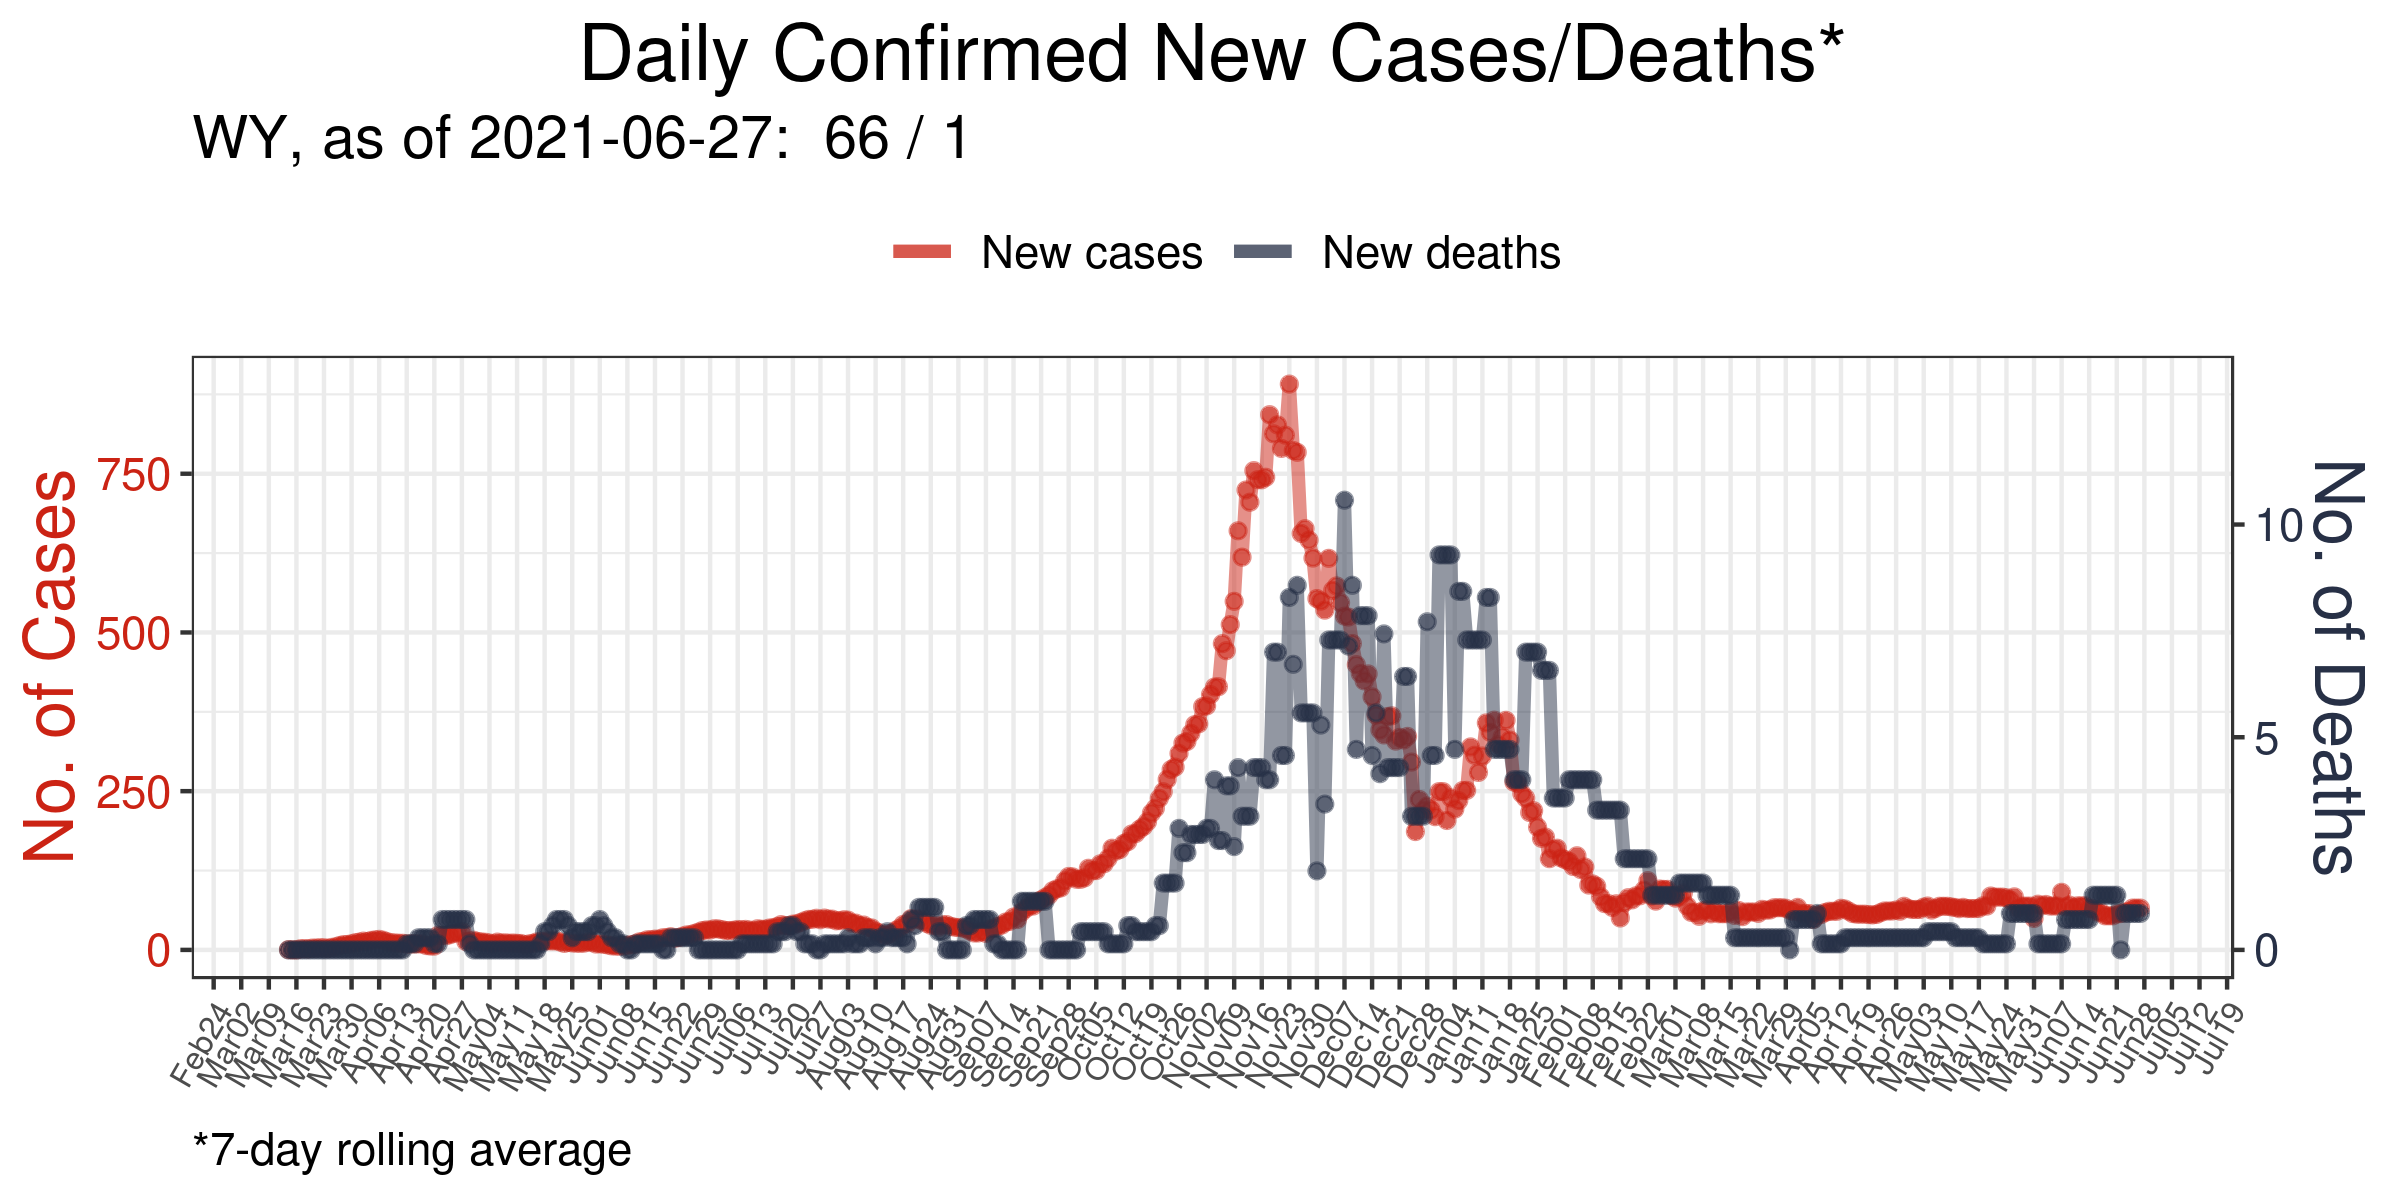 Daily Confirmed New Cases/Deaths*
WY, as of 2021-06-27:  66 / 1
New cases
New deaths
No. of Cases
750
500
250
0
No. of Deaths
10
5
0
Feb24
Mar02
Mar09
Mar16
Mar23
Mar30
Apr06
Apr13
Apr20
Apr27
May04
May11
May18
May25
Jun01
Jun08
Jun15
Jun22
Jun29
Jul06
Jul13
Jul20
Jul27
Aug03
Aug10
Aug17
Aug24
Aug31
Sep07
Sep14
Sep21
Sep28
Oct05
Oct12
Oct19
Oct26
Nov02
Nov09
Nov16
Nov23
Nov30
Dec07
Dec14
Dec21
Dec28
Jan04
Jan11
Jan18
Jan25
Feb01
Feb08
Feb15
Feb22
Mar01
Mar08
Mar15
Mar22
Mar29
Apr05
Apr12
Apr19
Apr26
May03
May10
May17
May24
May31
Jun07
Jun14
Jun21
Jun28
Jul05
Jul12
Jul19
*7-day rolling average